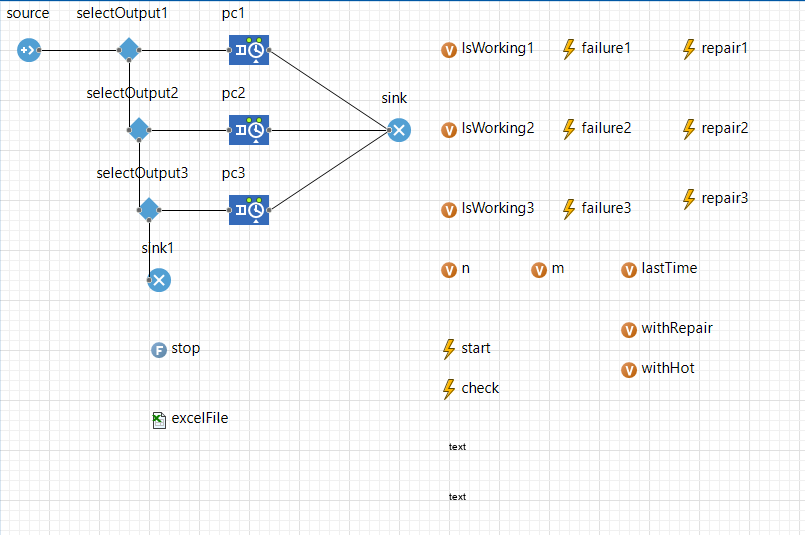 source selectOutput1 pc1
IsWorking1 failure1 repair1
selectOutput2 pc2 sink
IsWorking2 failure2 repair2
selectOutput3 pc3
IsWorking3 failure3 repair3
sink1
n m lastTime
withRepair
stop start
withHot
check
excelFile
text
text